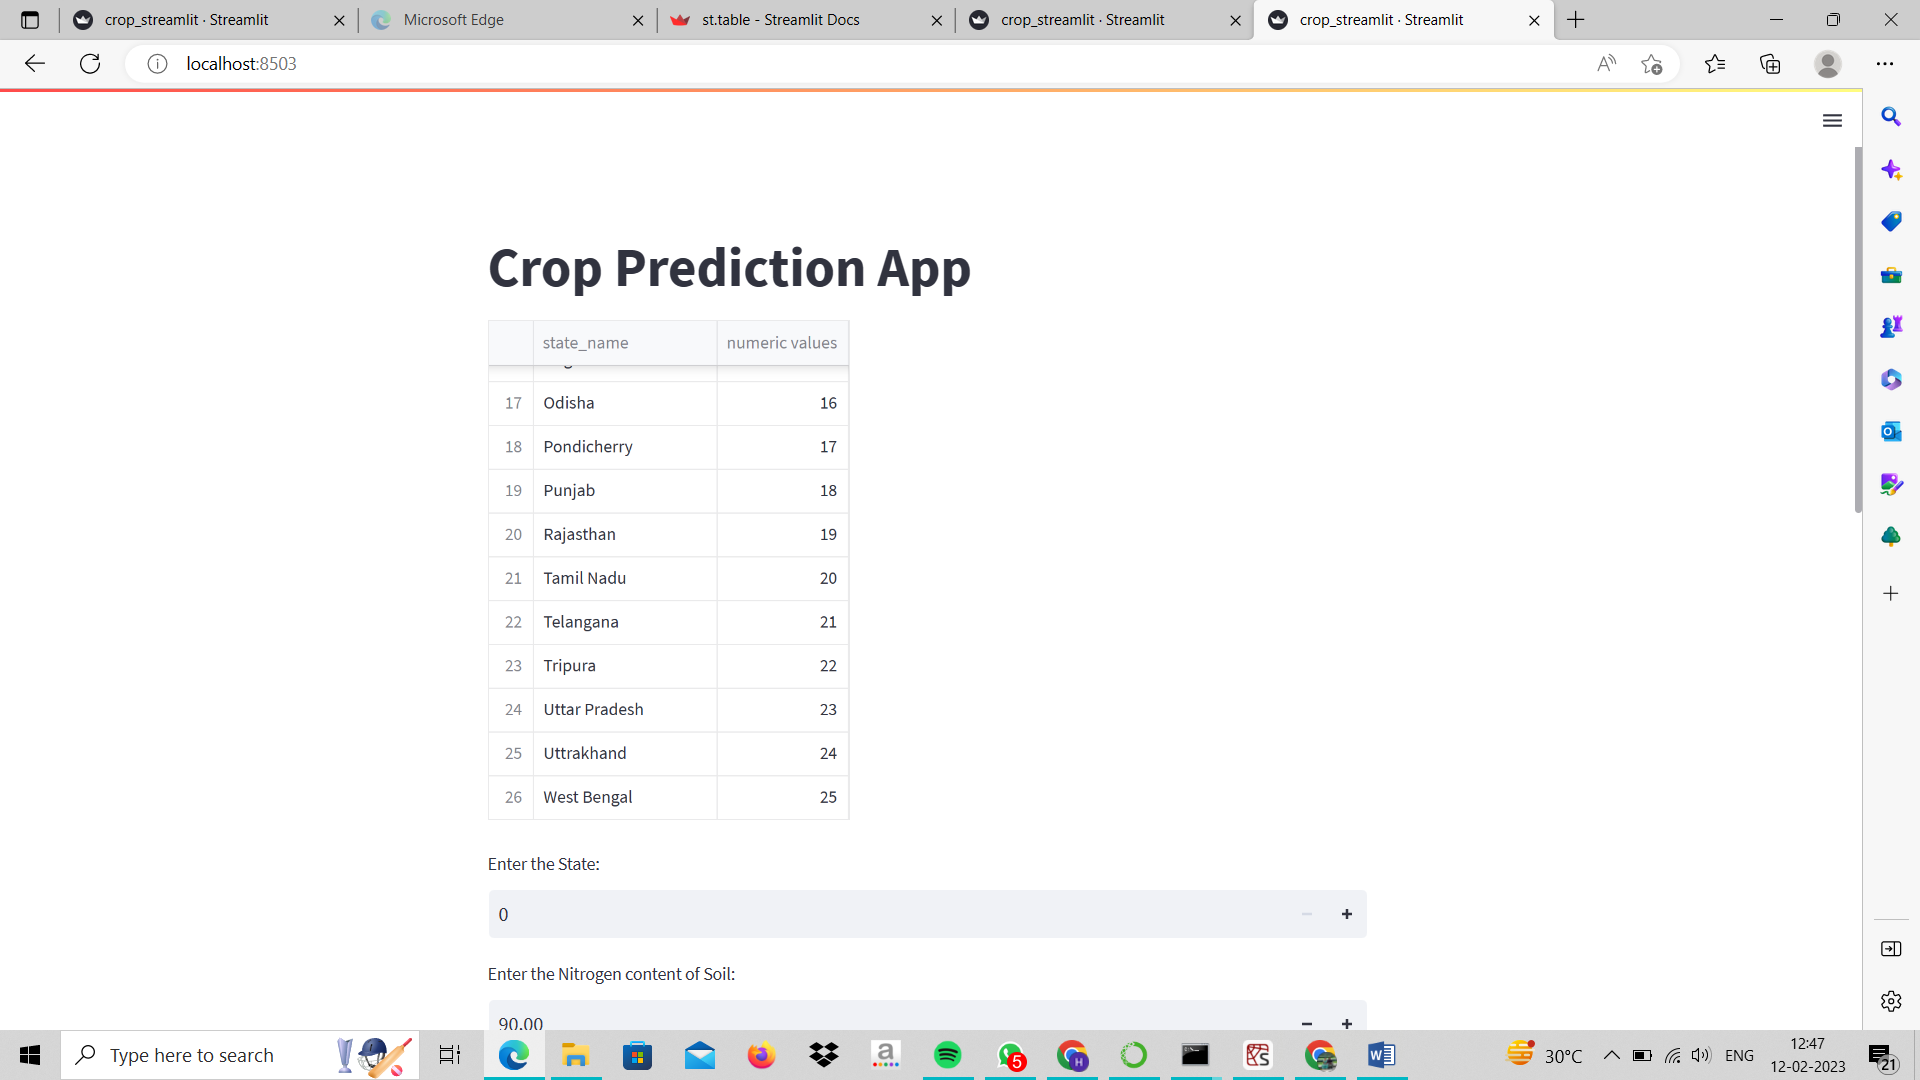 crop_streamlit · Streamlit
Microsoft Edge
st.table - Streamlit Docs
crop_streamlit · Streamlit
crop_streamlit · Streamlit
localhost:8503
Crop Prediction App
state_name numeric values
17 Odisha 16
18 Pondicherry 17
19 Punjab 18
20 Rajasthan 19
21 Tamil Nadu 20
22 Telangana 21
23 Tripura 22
24 Uttar Pradesh 23
25 Uttrakhand 24
26 West Bengal 25
Enter the State:
0
Enter the Nitrogen content of Soil:
90.00
Type here to search
5
H
30°C
ENG
12:47
12-02-2023
21